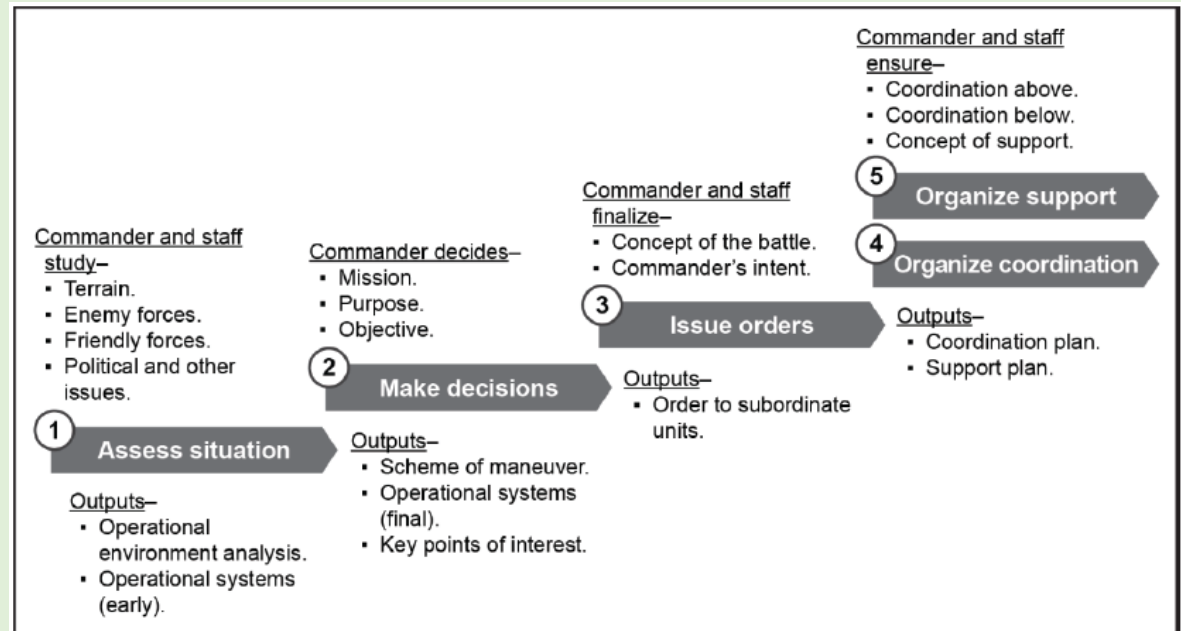 Commander and staff
study–
▪ Terrain.
▪ Enemy forces.
▪ Friendly forces.
▪ Political and other
issues.
1
Assess situation
Outputs–
▪ Operational
environment analysis.
▪ Operational systems
(early).
Commander decides–
▪ Mission.
▪ Purpose.
▪ Objective.
2
Make decisions
Outputs–
▪ Scheme of maneuver.
▪ Operational systems
(final).
▪ Key points of interest.
Commander and staff
finalize–
▪ Concept of the battle.
▪ Commander's intent.
3
Issue orders
Outputs–
▪ Order to subordinate
units.
Commander and staff
ensure–
▪ Coordination above.
▪ Coordination below.
▪ Concept of support.
5
Organize support
4
Organize coordination
Outputs–
▪ Coordination plan.
▪ Support plan.